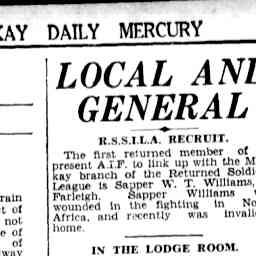 KAY DAILY MERCURY
LOCAL AND
GENERAL
R.S.S.I.L.A. RECRUIT.
The first returned member of
present A.I.F. to link up with the M
kay branch of the Returned Soldi
League is Sapper W. T. Williams,
Farleigh. Sapper Williams
wounded in the fighting in No
Africa, and recently was invali
home.
IN THE LODGE ROOM.
rain
t of
not
e of
of
way